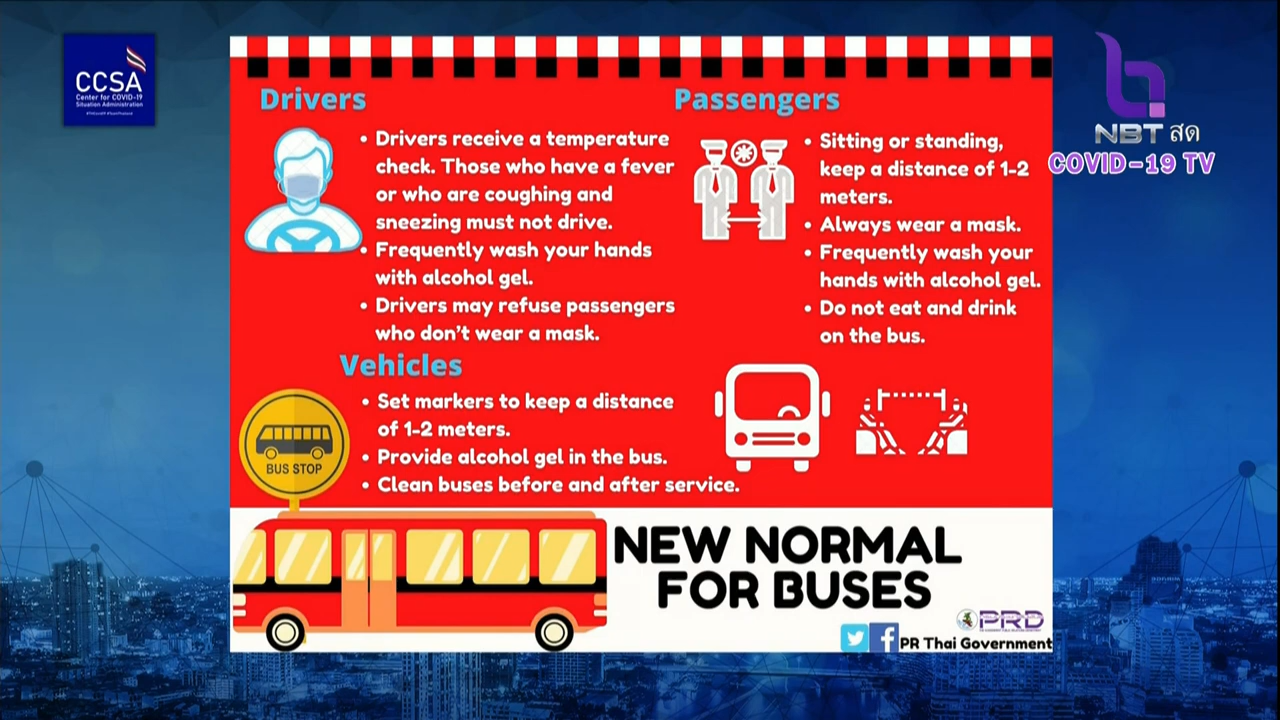 CCSA
Center for COVID-19
Situation Administration
NBT สด
COVID-19 TV
Drivers
• Drivers receive a temperature
check. Those who have a fever
or who are coughing and
sneezing must not drive.
• Frequently wash your hands
with alcohol gel.
• Drivers may refuse passengers
who don't wear a mask.
Passengers
• Sitting or standing,
keep a distance of 1-2
meters.
• Always wear a mask.
• Frequently wash your
hands with alcohol gel.
• Do not eat and drink
on the bus.
Vehicles
• Set markers to keep a distance
of 1-2 meters.
• Provide alcohol gel in the bus.
• Clean buses before and after service.
BUS STOP
NEW NORMAL
FOR BUSES
PRD
PR Thai Government